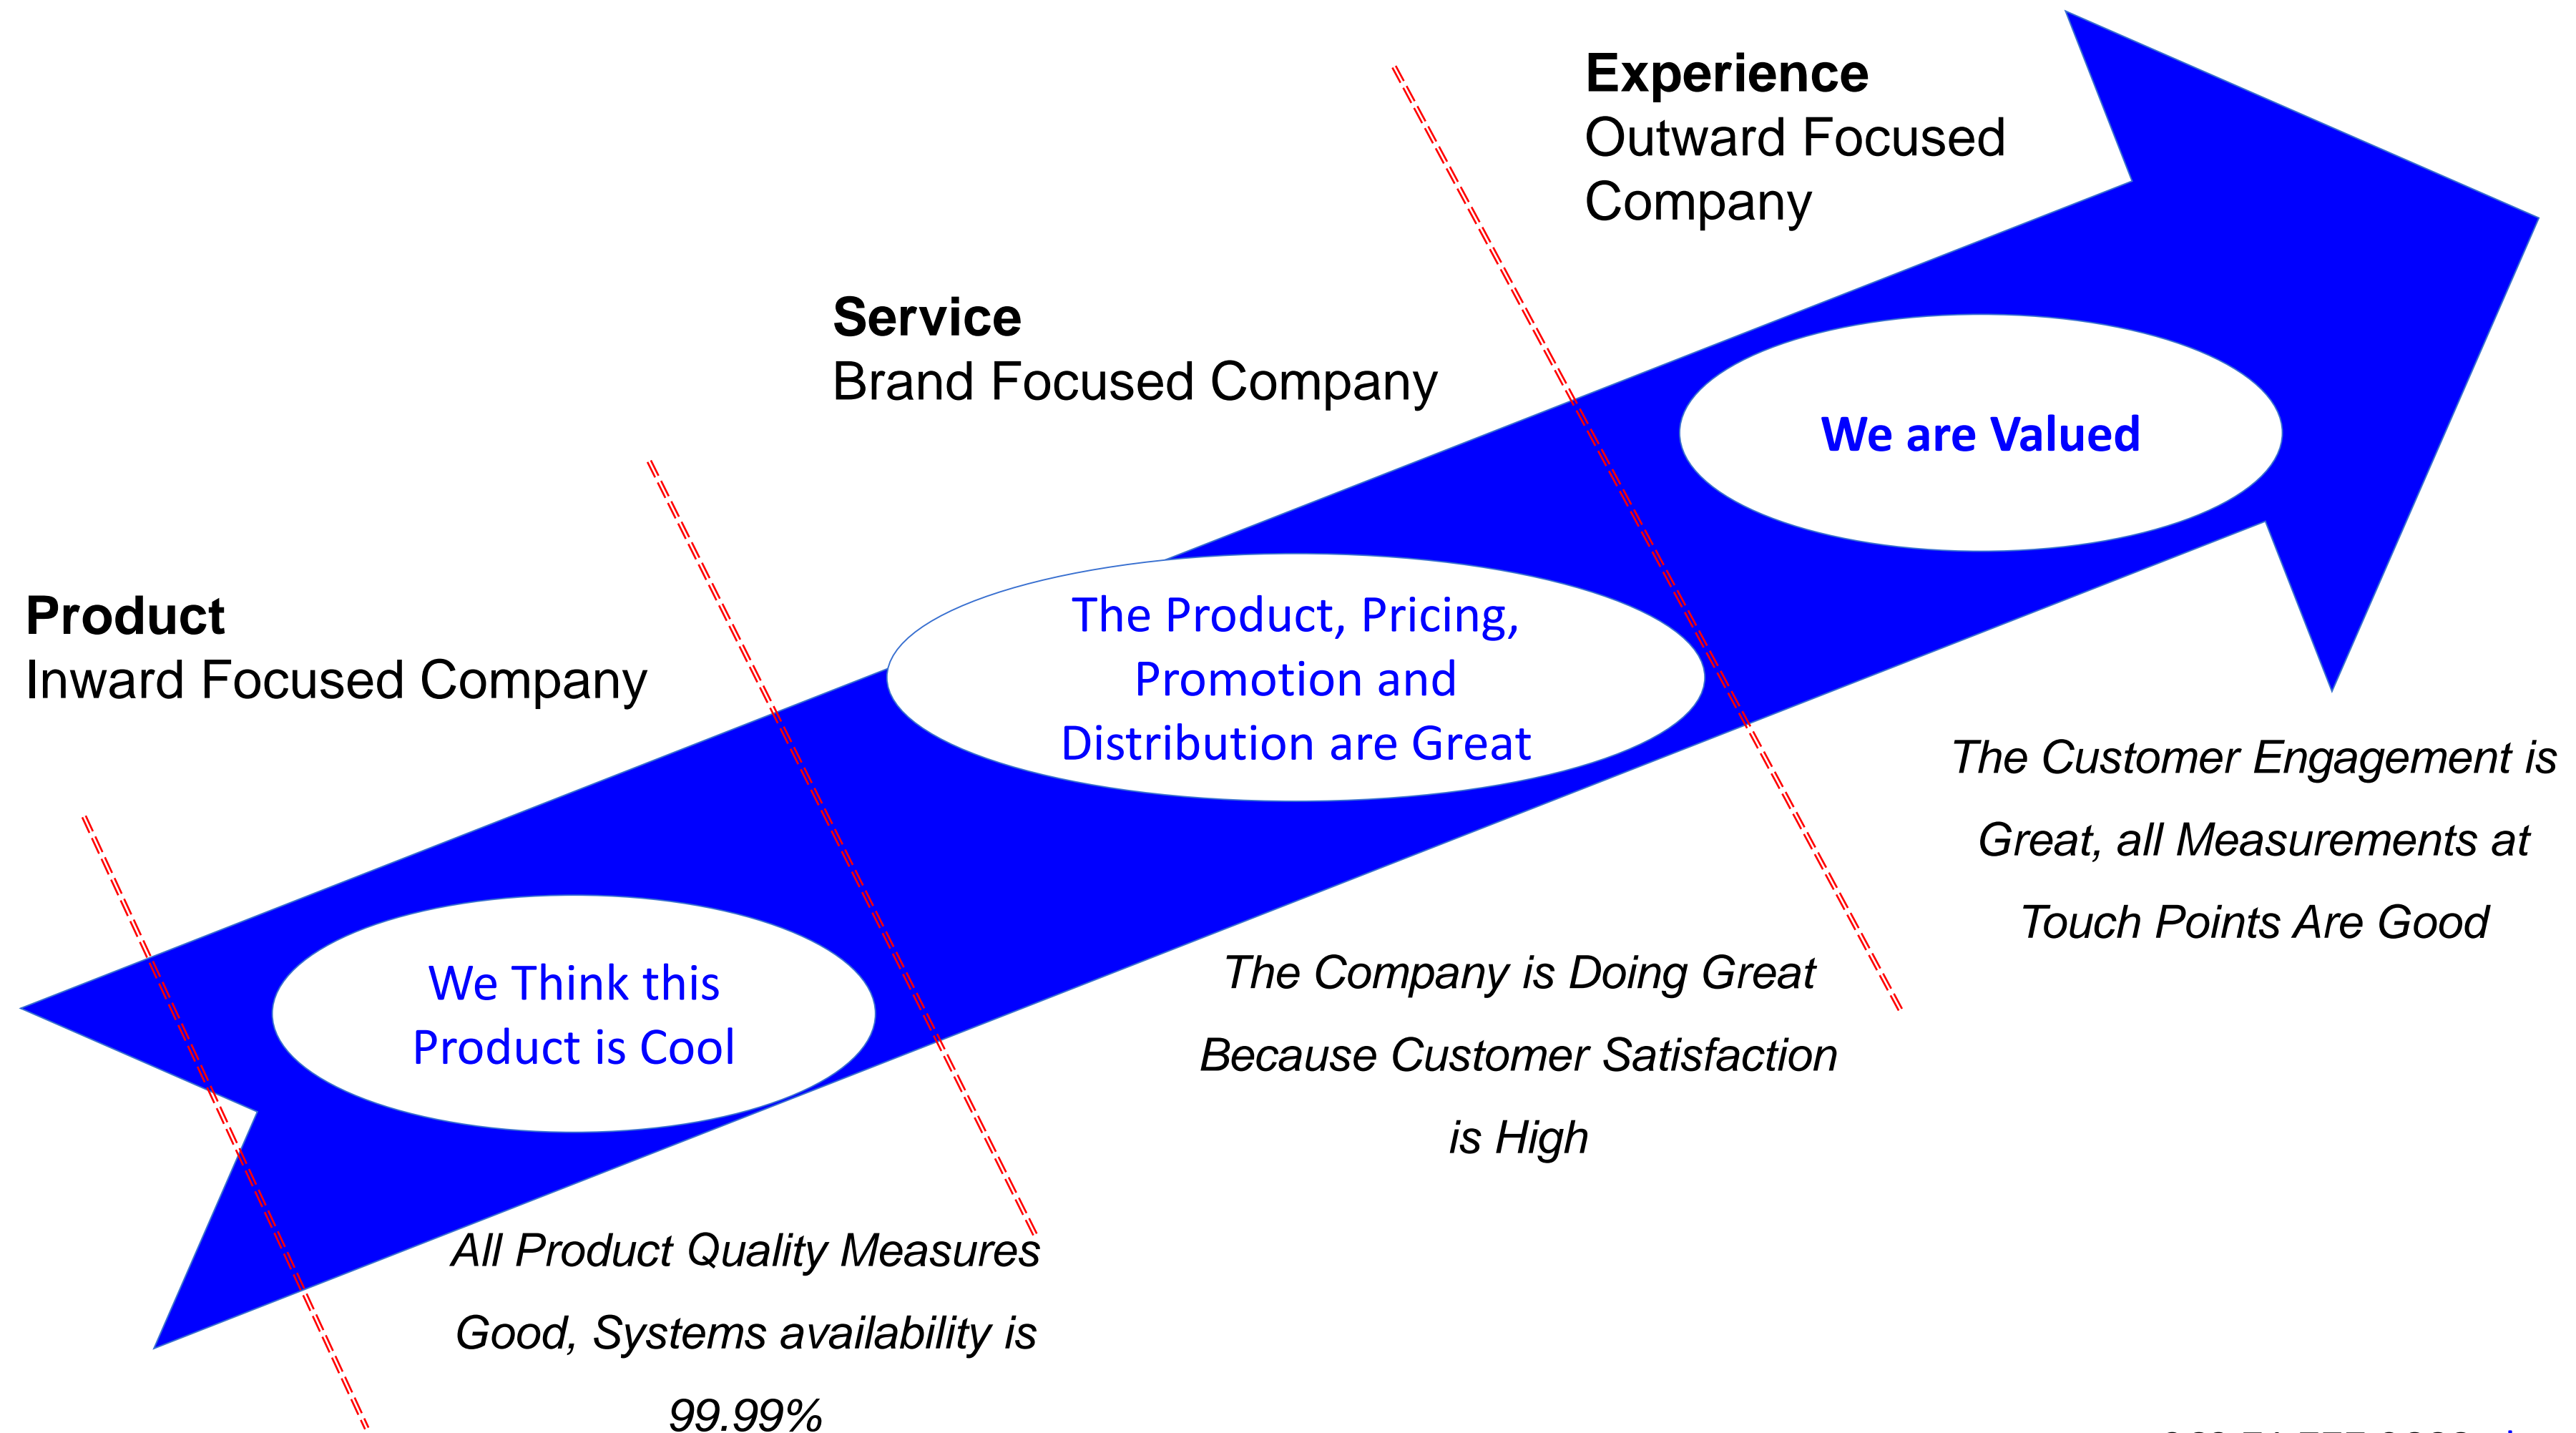 Experience
Outward Focused
Company
Service
Brand Focused Company
We are Valued
Product
Inward Focused Company
The Product, Pricing,
Promotion and
Distribution are Great
The Customer Engagement is
Great, all Measurements at
Touch Points Are Good
We Think this
Product is Cool
The Company is Doing Great
Because Customer Satisfaction
is High
All Product Quality Measures
Good, Systems availability is
99.99%